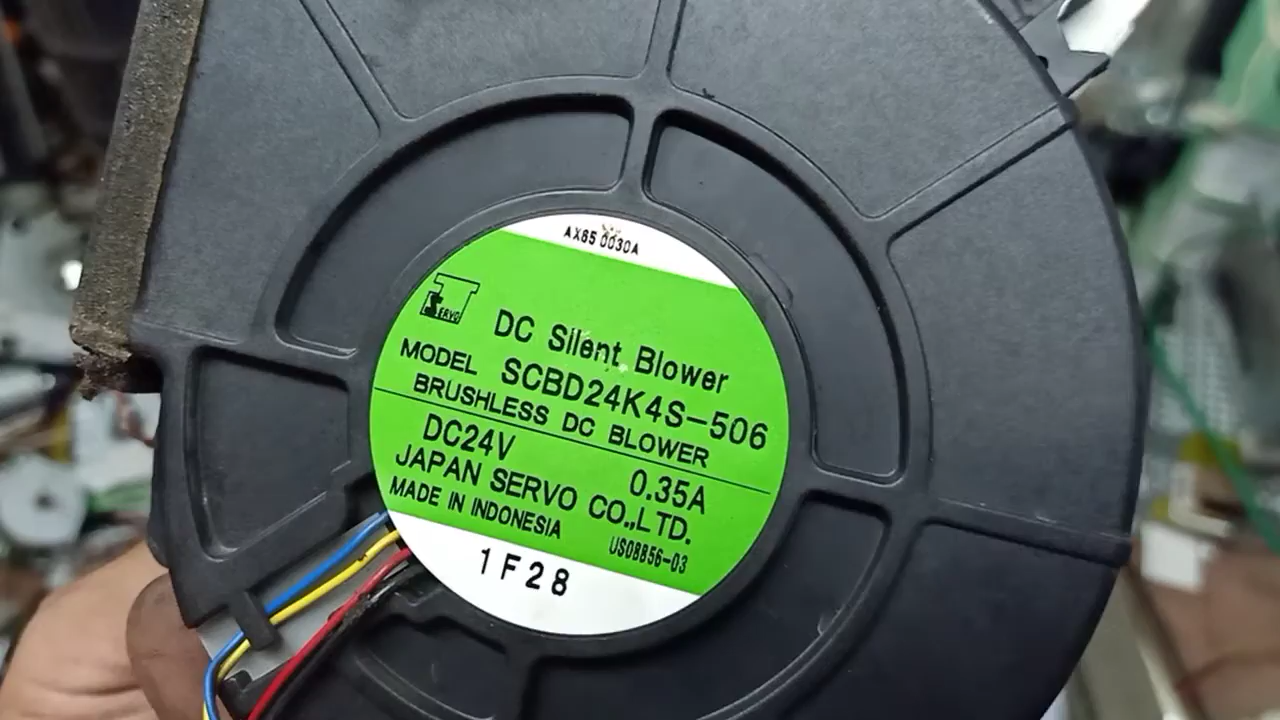 AX85 0030A
SERVO
DC Silent Blower
MODEL SCBD24K4S-506
BRUSHLESS DC BLOWER
DC24V 0.35A
JAPAN SERVO CO.,LTD.
MADE IN INDONESIA US08856-03
1F28